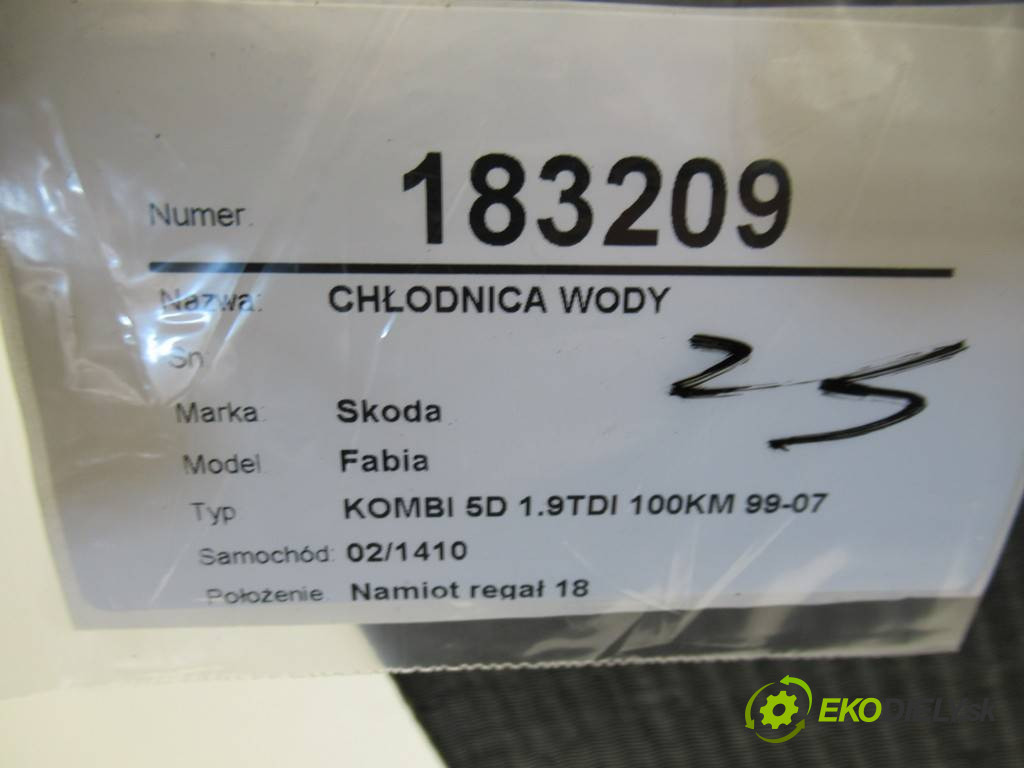 Numer: 183209
Nazwa: CHŁODNICA WODY
Sn
25
Marka: Skoda
Model Fabia
Typ KOMBI 5D 1.9TDI 100KM 99-07
Samochód: 02/1410
Położenie Namiot regał 18
EKODIELY.sk